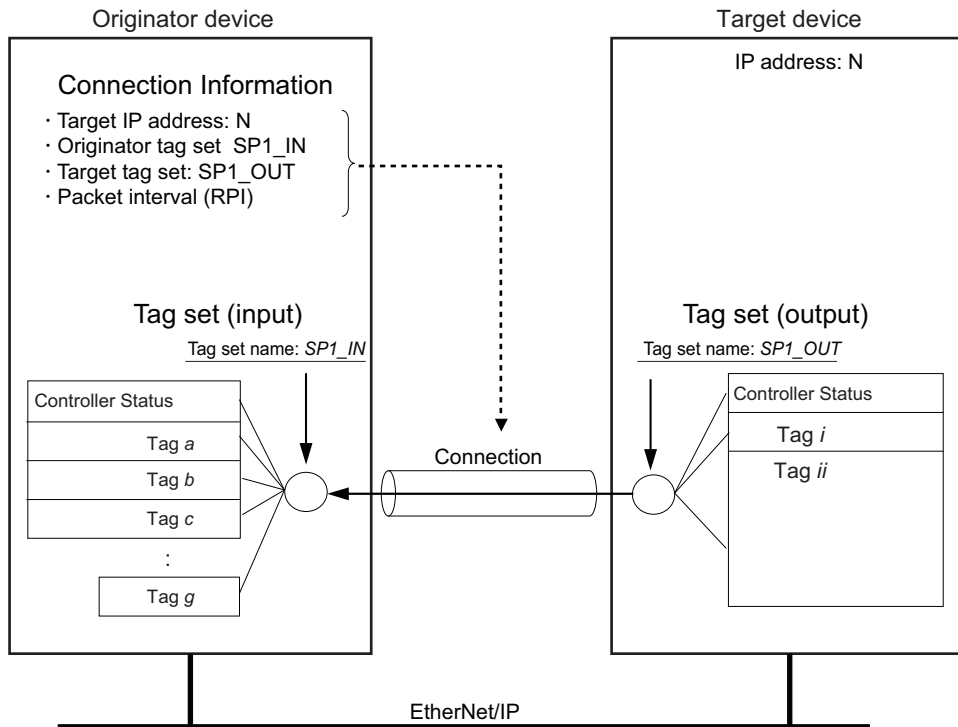 Originator device
Target device
IP address: N
Connection Information
· Target IP address: N
· Originator tag set  SP1_IN
· Target tag set: SP1_OUT
· Packet interval (RPI)
Tag set (input)
Tag set name: SP1_IN
Tag set (output)
Tag set name: SP1_OUT
Controller Status
Tag a
Tag b
Tag c
:
Tag g
Connection
Controller Status
Tag i
Tag ii
EtherNet/IP